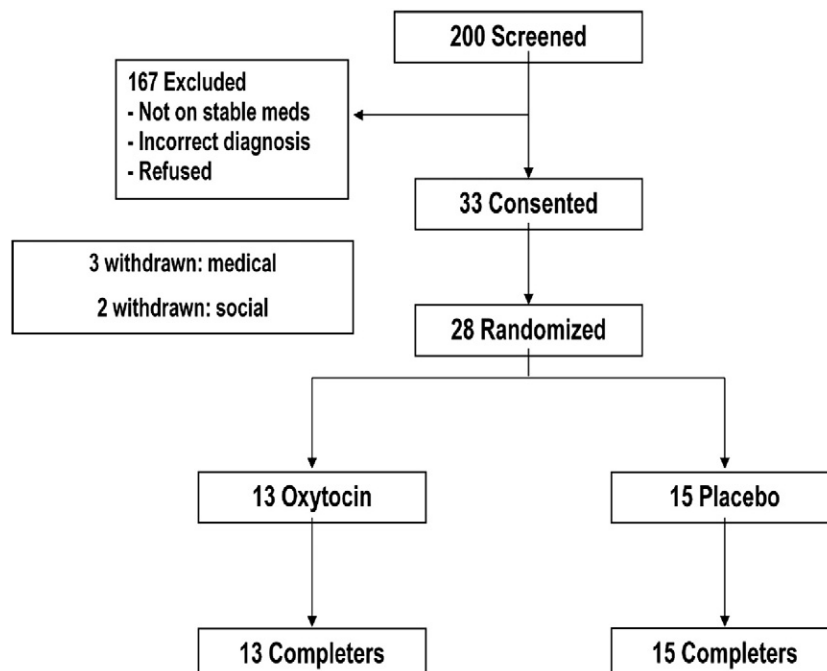 200 Screened
167 Excluded
- Not on stable meds
- Incorrect diagnosis
- Refused
33 Consented
3 withdrawn: medical
2 withdrawn: social
28 Randomized
13 Oxytocin
15 Placebo
13 Completers
15 Completers